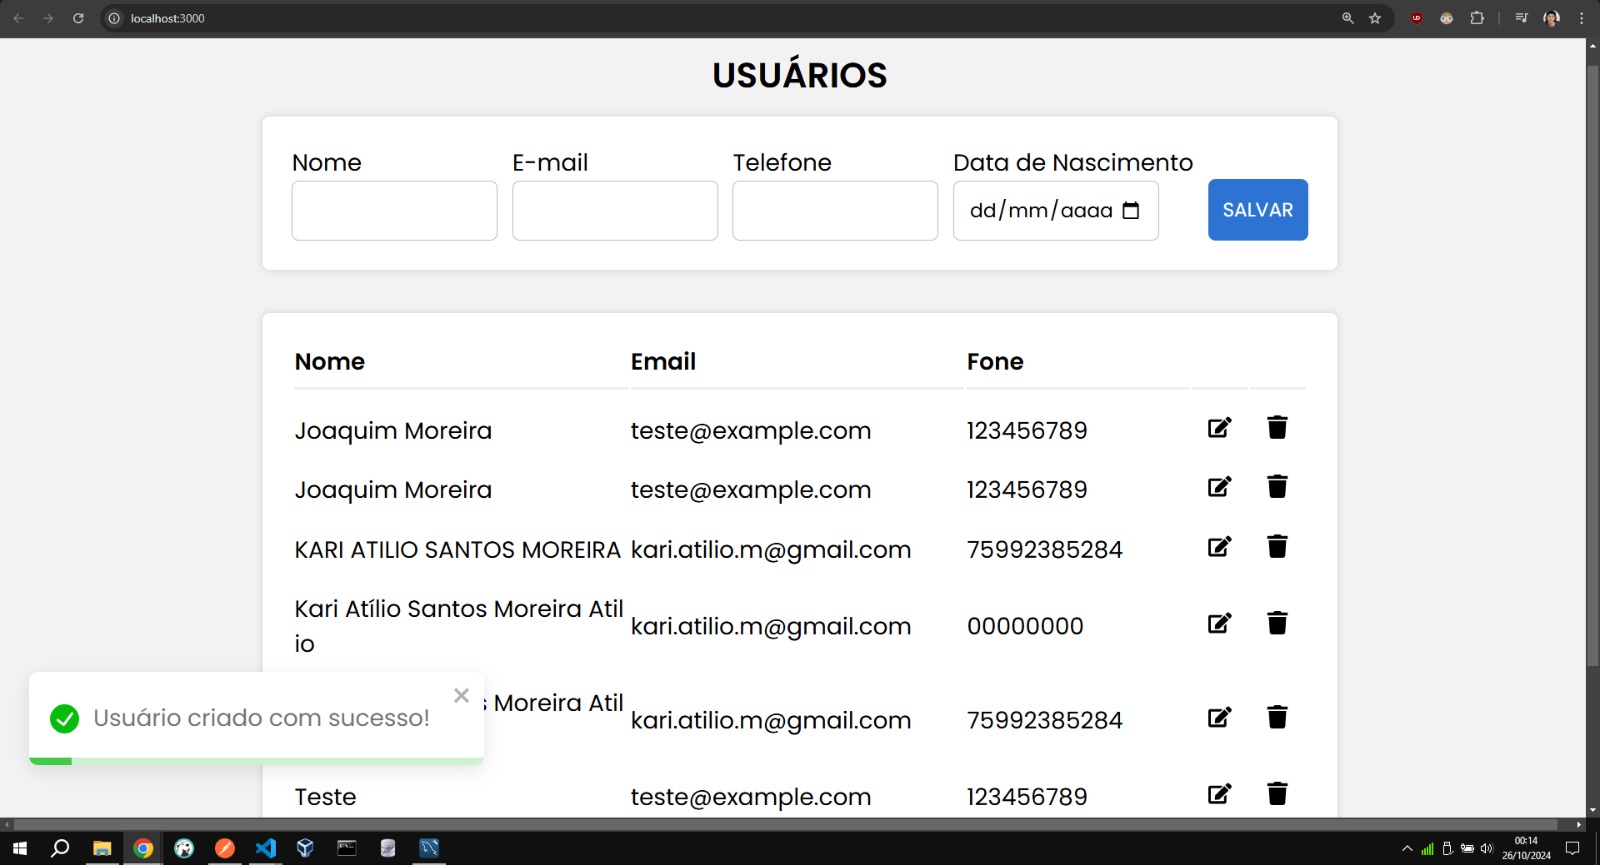 localhost:3000
USUÁRIOS
Nome E-mail Telefone Data de Nascimento
dd/mm/aaaa SALVAR
Nome Email Fone
Joaquim Moreira teste@example.com 123456789
Joaquim Moreira teste@example.com 123456789
KARI ATILIO SANTOS MOREIRA kari.atilio.m@gmail.com 75992385284
Kari Atílio Santos Moreira Atil
io
kari.atilio.m@gmail.com 00000000
s Moreira Atil
kari.atilio.m@gmail.com 75992385284
Usuário criado com sucesso!
Teste teste@example.com 123456789
00:14
26/10/2024